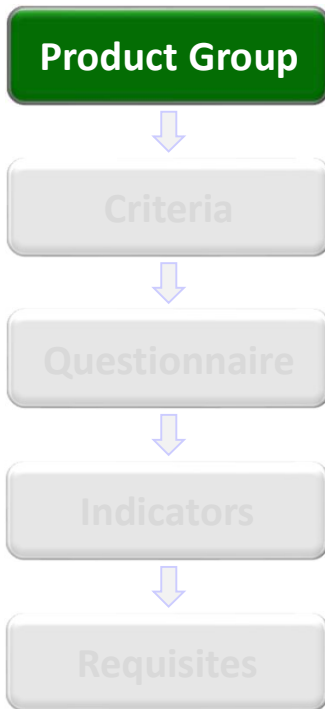 Product Group
Criteria
Questionnaire
Indicators
Requisites